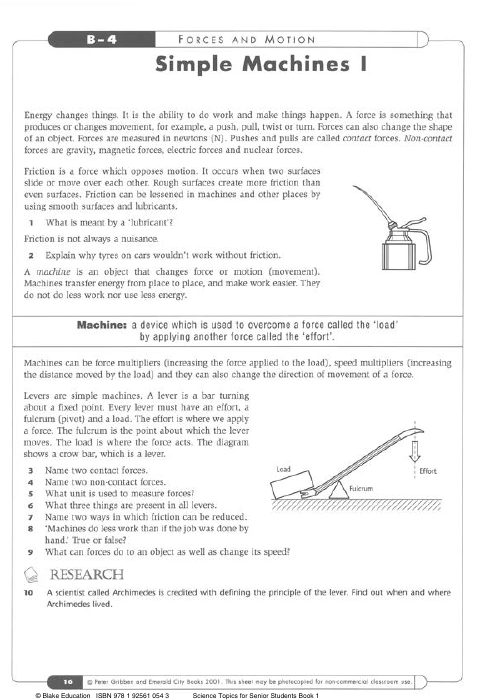 B-4
FORCES AND MOTION
Simple Machines I
Energy changes things. It is the ability to do work and make things happen. A force is something that
produces or changes movement, for example, a push, pull, twist or turn. Forces can also change the shape
of an object. Forces are measured in newtons (N). Pushes and pulls are called contact forces. Non-contact
forces are gravity, magnetic forces, electric forces and nuclear forces.
Friction is a force which opposes motion. It occurs when two surfaces
slide or move over each other. Rough surfaces create more friction than
even surfaces. Friction can be lessened in machines and other places by
using smooth surfaces and lubricants.
1 What is meant by a 'lubricant'?
Friction is not always a nuisance.
2 Explain why tyres on cars wouldn't work without friction.
A machine is an object that changes force or motion (movement).
Machines transfer energy from place to place, and make work easier. They
do not do less work nor use less energy.
Machine: a device which is used to overcome a force called the 'load'
by applying another force called the 'effort'.
Machines can be force multipliers (increasing the force applied to the load), speed multipliers (increasing
the distance moved by the load) and they can also change the direction of movement of a force.
Levers are simple machines. A lever is a bar turning
about a fixed point. Every lever must have an effort, a
fulcrum (pivot) and a load. The effort is where we apply
a force. The fulcrum is the point about which the lever
moves. The load is where the force acts. The diagram
shows a crow bar, which is a lever.
3 Name two contact forces.
4 Name two non-contact forces.
5 What unit is used to measure forces?
6 What three things are present in all levers.
7 Name two ways in which friction can be reduced.
8 'Machines do less work than if the job was done by
hand.' True or false?
9 What can forces do to an object as well as change its speed?
Load
Fulcrum
Effort
RESEARCH
10 A scientist called Archimedes is credited with defining the principle of the lever. Find out when and where
Archimedes lived.
10 © Peter Gribben and Emerald City Books 2001. This sheet may be photocopied for non-commercial classroom use.
© Blake Education ISBN 978 1 92561 054 3 Science Topics for Senior Students Book 1